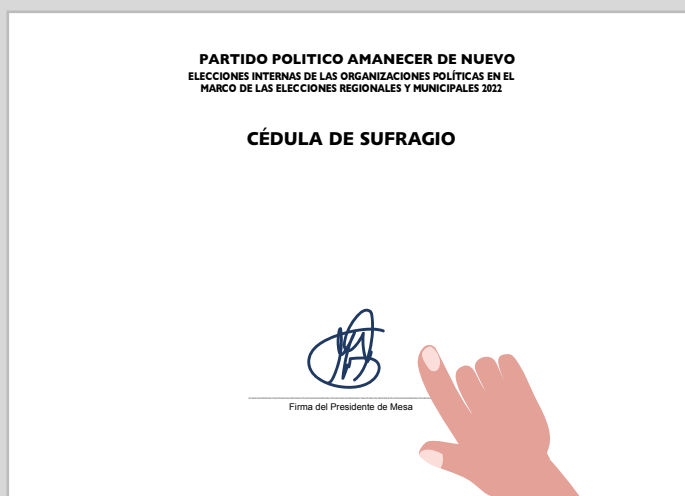 PARTIDO POLITICO AMANECER DE NUEVO
ELECCIONES INTERNAS DE LAS ORGANIZACIONES POLÍTICAS EN EL
MARCO DE LAS ELECCIONES REGIONALES Y MUNICIPALES 2022
CÉDULA DE SUFRAGIO
Firma del Presidente de Mesa